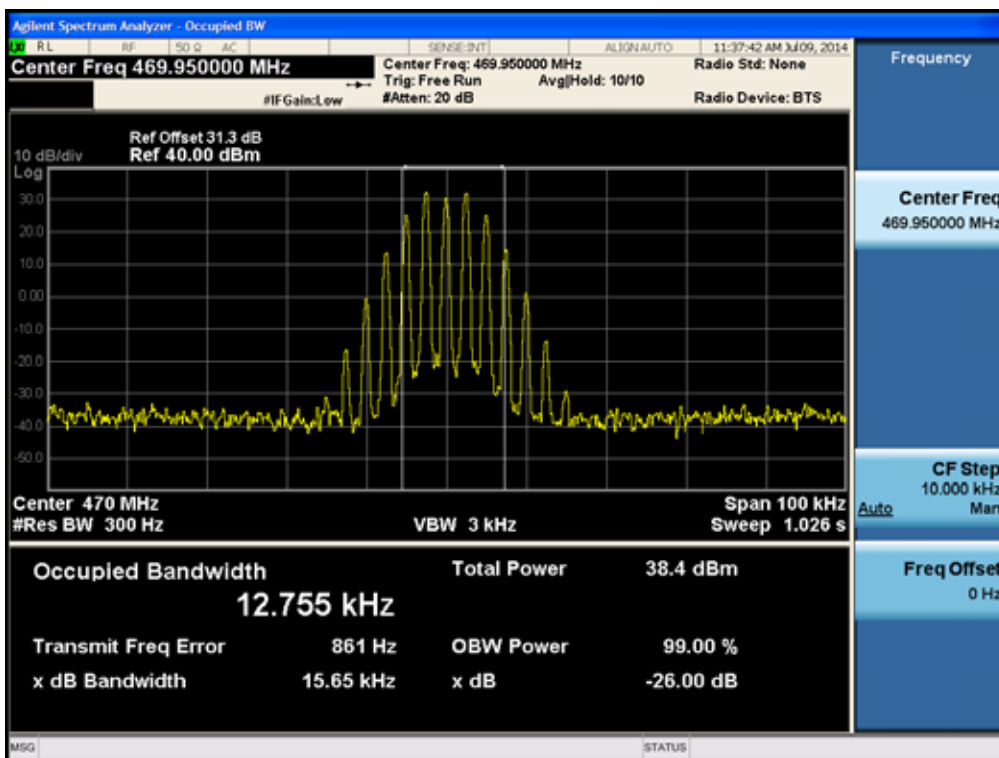 Agilent Spectrum Analyzer - Occupied BW
RL RF 50 Ω AC SENSE:INT ALIGN AUTO 11:37:42 AM Jul 09, 2014
Center Freq 469.950000 MHz
Center Freq: 469.950000 MHz Radio Std: None
Trig: Free Run Avg|Hold: 10/10
#IFGain:Low #Atten: 20 dB Radio Device: BTS
Ref Offset 31.3 dB
10 dB/div Ref 40.00 dBm
Log
30.0
20.0
10.0
0.00
-10.0
-20.0
-30.0
-40.0
-50.0
Center 470 MHz Span 100 kHz
#Res BW 300 Hz VBW 3 kHz Sweep 1.026 s
Occupied Bandwidth Total Power 38.4 dBm
12.755 kHz
Transmit Freq Error 861 Hz OBW Power 99.00 %
x dB Bandwidth 15.65 kHz x dB -26.00 dB
MSG STATUS
Frequency
Center Freq
469.950000 MHz
CF Step
10.000 kHz
Auto Man
Freq Offset
0 Hz